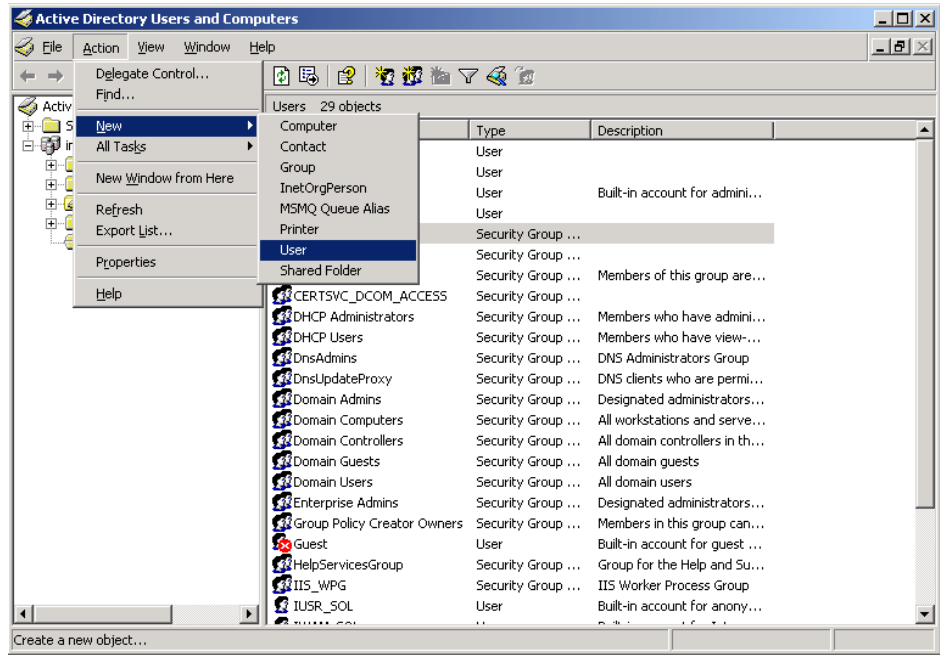 Active Directory Users and Computers
File Action View Window Help
Delegate Control...
Find...
New
All Tasks
New Window from Here
Refresh
Export List...
Properties
Help
Activ
S
Users 29 objects
Computer
Contact
Group
InetOrgPerson
MSMQ Queue Alias
Printer
User
Shared Folder
Type Description
User
User
User Built-in account for admini...
User
Security Group ...
Security Group ...
Security Group ... Members of this group are...
CERTSVC_DCOM_ACCESS Security Group ...
DHCP Administrators Security Group ... Members who have admini...
DHCP Users Security Group ... Members who have view-...
DnsAdmins Security Group ... DNS Administrators Group
DnsUpdateProxy Security Group ... DNS clients who are permi...
Domain Admins Security Group ... Designated administrators...
Domain Computers Security Group ... All workstations and serve...
Domain Controllers Security Group ... All domain controllers in th...
Domain Guests Security Group ... All domain guests
Domain Users Security Group ... All domain users
Enterprise Admins Security Group ... Designated administrators...
Group Policy Creator Owners Security Group ... Members in this group can...
Guest User Built-in account for guest ...
HelpServicesGroup Security Group ... Group for the Help and Su...
IIS_WPG Security Group ... IIS Worker Process Group
IUSR_SOL User Built-in account for anony...
Create a new object...